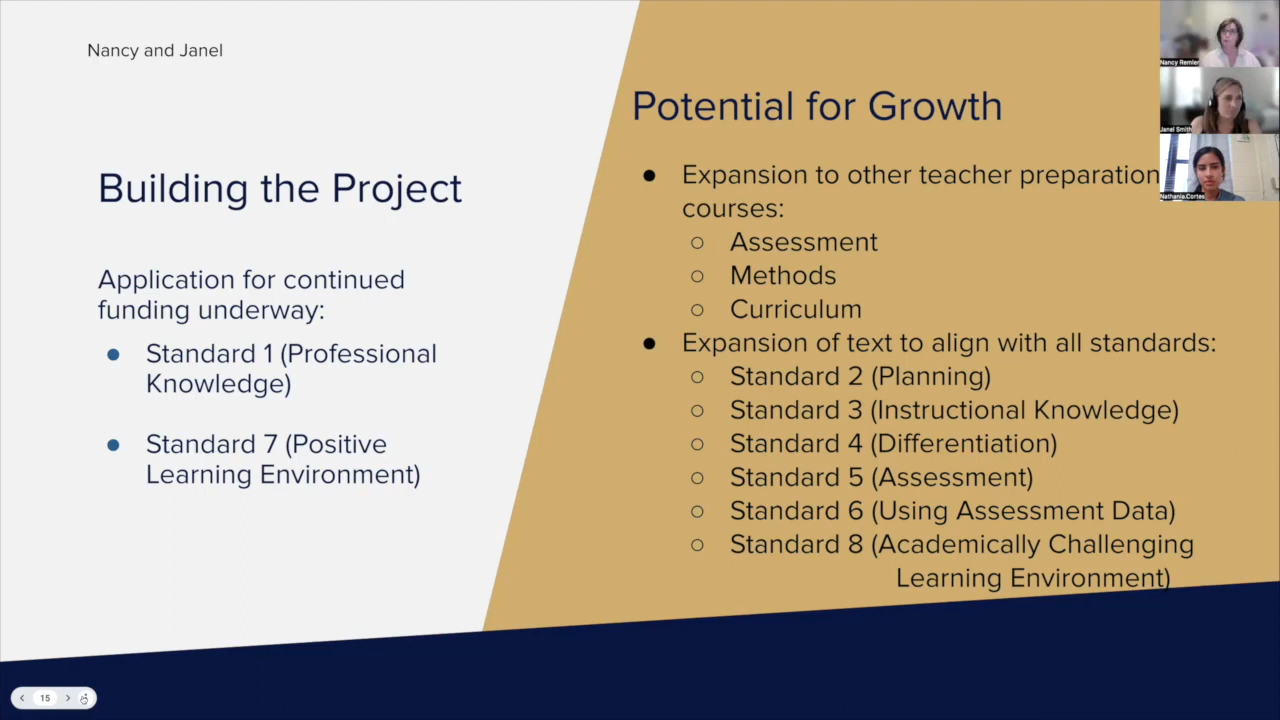 Nancy and Janel
Building the Project
Application for continued
funding underway:
● Standard 1 (Professional
Knowledge)
● Standard 7 (Positive
Learning Environment)
Potential for Growth
● Expansion to other teacher preparation
courses:
○ Assessment
○ Methods
○ Curriculum
● Expansion of text to align with all standards:
○ Standard 2 (Planning)
○ Standard 3 (Instructional Knowledge)
○ Standard 4 (Differentiation)
○ Standard 5 (Assessment)
○ Standard 6 (Using Assessment Data)
○ Standard 8 (Academically Challenging
Learning Environment)
Nancy Remler
Janel Smith
Nathania.Cortes
15